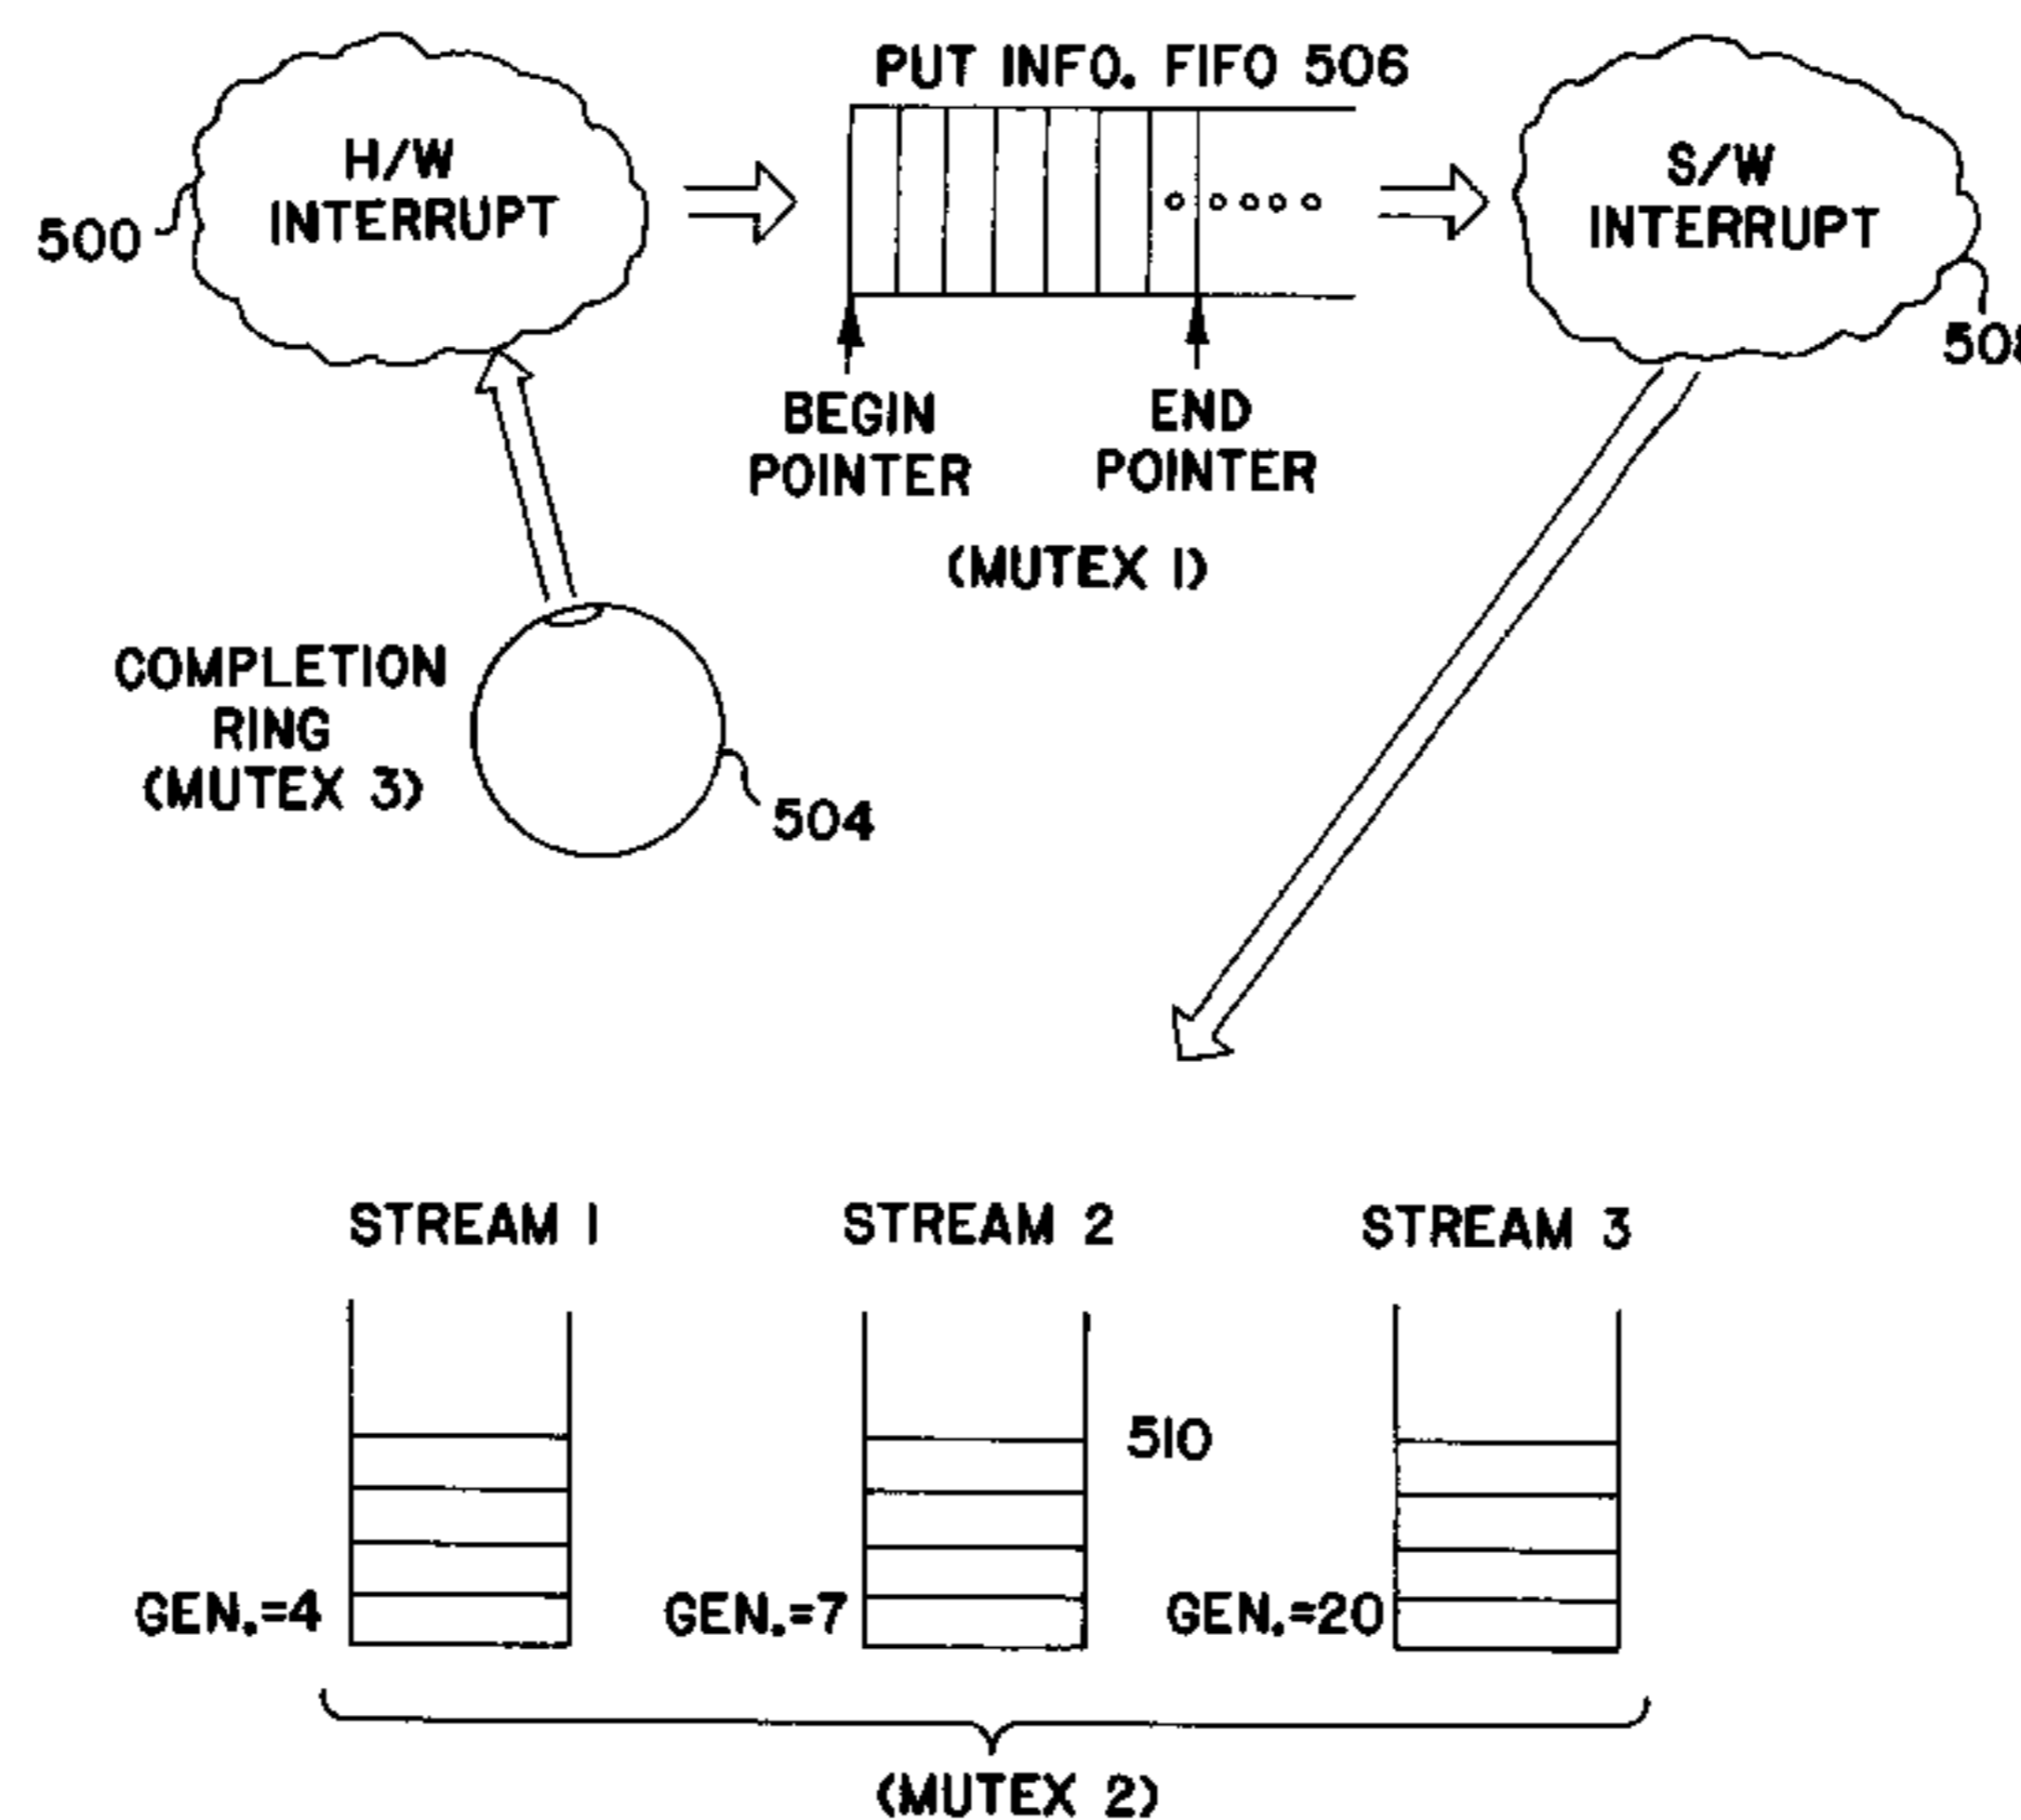 PUT INFO. FIFO 506
H/W
INTERRUPT
S/W
INTERRUPT
500
BEGIN
POINTER
END
POINTER
(MUTEX 1)
COMPLETION
RING
(MUTEX 3)
504
STREAM 1
STREAM 2
STREAM 3
510
GEN.=4
GEN.=7
GEN.=20
(MUTEX 2)